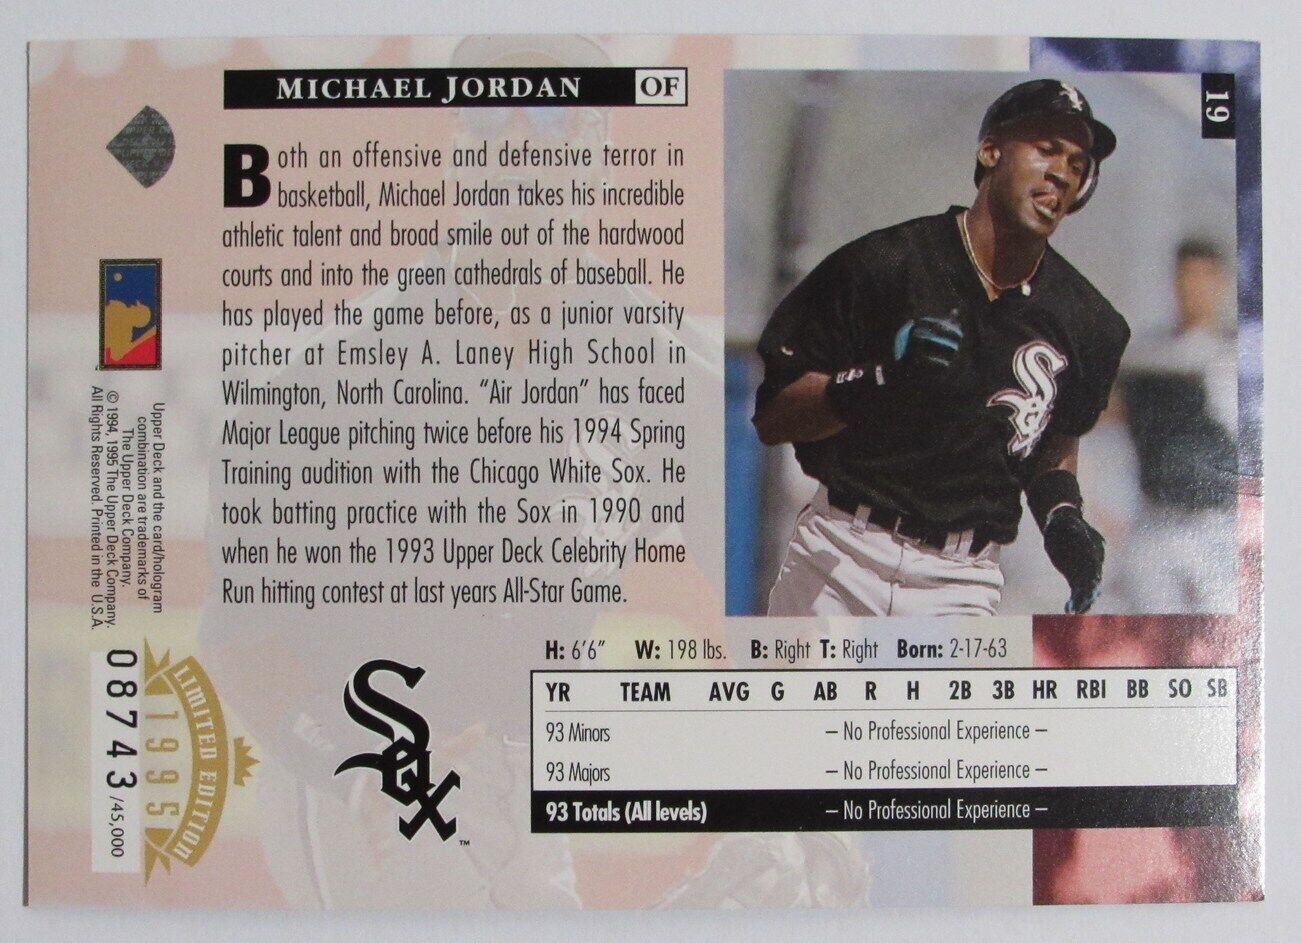 MICHAEL JORDAN OF
19
Both an offensive and defensive terror in
basketball, Michael Jordan takes his incredible
athletic talent and broad smile out of the hardwood
courts and into the green cathedrals of baseball. He
has played the game before, as a junior varsity
pitcher at Emsley A. Laney High School in
Wilmington, North Carolina. “Air Jordan” has faced
Major League pitching twice before his 1994 Spring
Training audition with the Chicago White Sox. He
took batting practice with the Sox in 1990 and
when he won the 1993 Upper Deck Celebrity Home
Run hitting contest at last years All-Star Game.
Sox
Upper Deck and the card/hologram
combination are trademarks of
The Upper Deck Company.
© 1994, 1995 The Upper Deck Company.
All Rights Reserved. Printed in the U.S.A.
LIMITED EDITION
1995
08743/45,000
Sox™
H: 6'6" W: 198 lbs. B: Right T: Right Born: 2-17-63
YR TEAM AVG G AB R H 2B 3B HR RBI BB SO SB
93 Minors – No Professional Experience –
93 Majors – No Professional Experience –
93 Totals (All levels) – No Professional Experience –